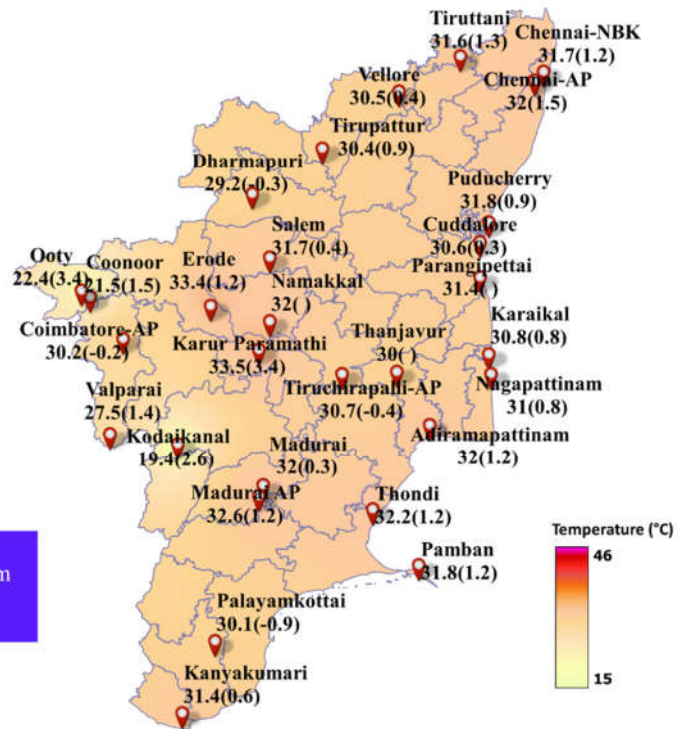 Tiruttani
31.6(1.3)
Chennai-NBK
31.7(1.2)
Chennai-AP
32(1.5)
Vellore
30.5(0.4)
Tirupattur
30.4(0.9)
Dharmapuri
29.2(-0.3)
Puducherry
31.8(0.9)
Salem
31.7(0.4)
Cuddalore
30.6(0.3)
Ooty
22.4(3.4)
Coonoor
21.5(1.5)
Erode
33.4(1.2)
Namakkal
32( )
Parangipettai
31.4( )
Karaikal
30.8(0.8)
Coimbatore-AP
30.2(-0.2)
Karur Paramathi
33.5(3.4)
Thanjavur
30( )
Tiruchirapalli-AP
30.7(-0.4)
Nagapattinam
31(0.8)
Valparai
27.5(1.4)
Kodaikanal
19.4(2.6)
Madurai
32(0.3)
Adiramapattinam
32(1.2)
Madurai AP
32.6(1.2)
Thondi
32.2(1.2)
Pamban
31.8(1.2)
Palayamkottai
30.1(-0.9)
Kanyakumari
31.4(0.6)
Temperature (°C)
46
15